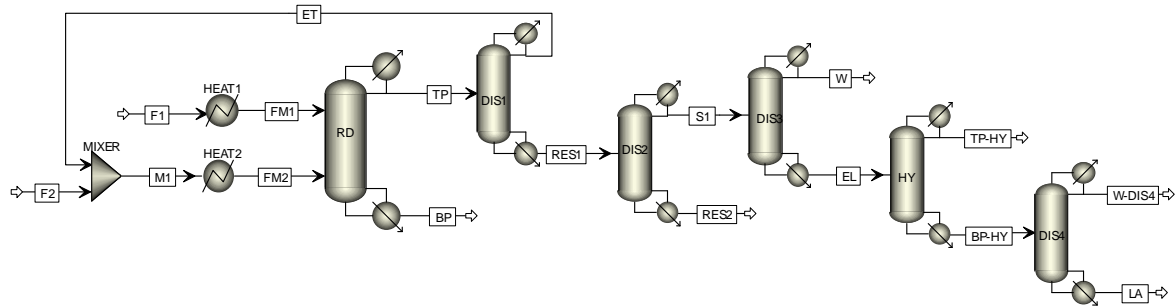 ET
HEAT1
F1
FM1
RD
TP
DIS1
MIXER
HEAT2
F2
M1
FM2
BP
RES1
DIS2
S1
RES2
DIS3
W
EL
HY
TP-HY
BP-HY
DIS4
W-DIS4
LA